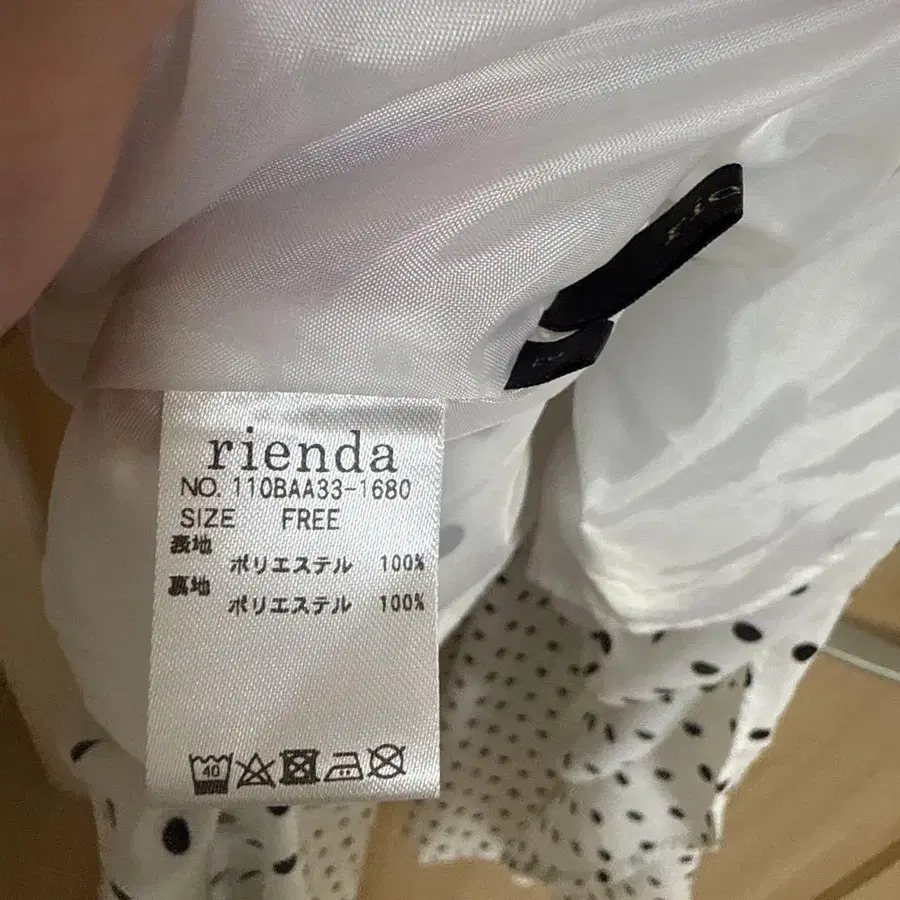 rienda
NO. 110BAA33-1680
SIZE FREE
表地
ポリエステル 100%
裏地
ポリエステル 100%
40